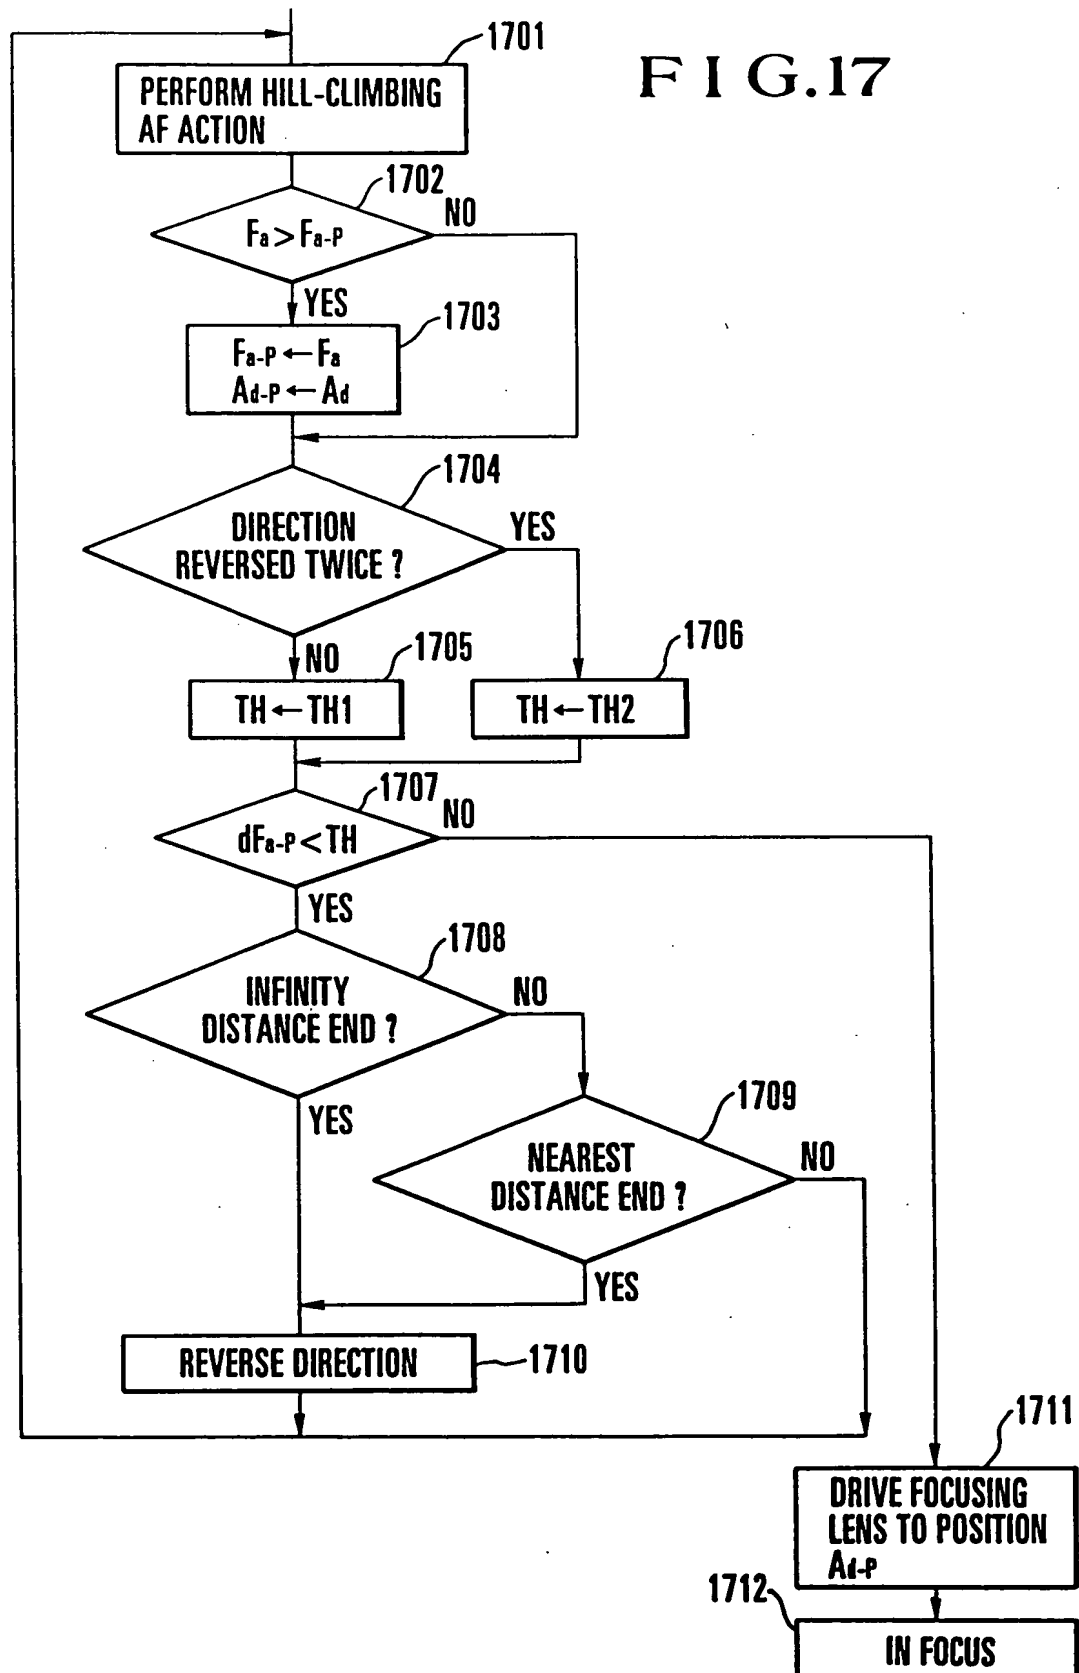 FIG.17
1701
PERFORM HILL-CLIMBING
AF ACTION
1702
Fa > Fa-P
NO
YES
1703
Fa-P ← Fa
Ad-P ← Ad
1704
DIRECTION
REVERSED TWICE ?
YES
NO
1705
TH ← TH1
1706
TH ← TH2
1707
dFa-P < TH
NO
YES
1708
INFINITY
DISTANCE END ?
NO
YES
1709
NEAREST
DISTANCE END ?
NO
YES
REVERSE DIRECTION
1710
1711
DRIVE FOCUSING
LENS TO POSITION
Ad-P
1712
IN FOCUS